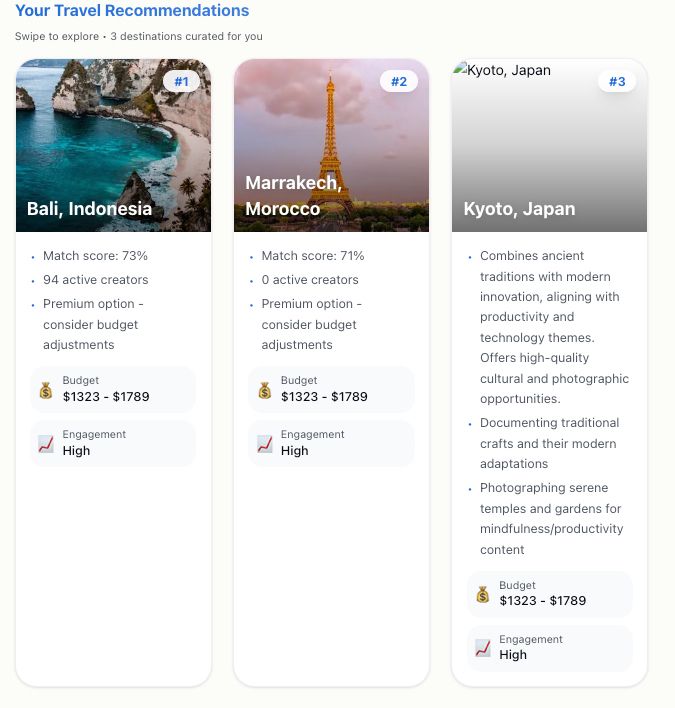 Your Travel Recommendations
Swipe to explore • 3 destinations curated for you
#1
Bali, Indonesia
• Match score: 73%
• 94 active creators
• Premium option -
consider budget
adjustments
Budget
$1323 - $1789
Engagement
High
#2
Marrakech,
Morocco
• Match score: 71%
• 0 active creators
• Premium option -
consider budget
adjustments
Budget
$1323 - $1789
Engagement
High
Kyoto, Japan
#3
Kyoto, Japan
• Combines ancient
traditions with modern
innovation, aligning with
productivity and
technology themes.
Offers high-quality
cultural and photographic
opportunities.
• Documenting traditional
crafts and their modern
adaptations
• Photographing serene
temples and gardens for
mindfulness/productivity
content
Budget
$1323 - $1789
Engagement
High